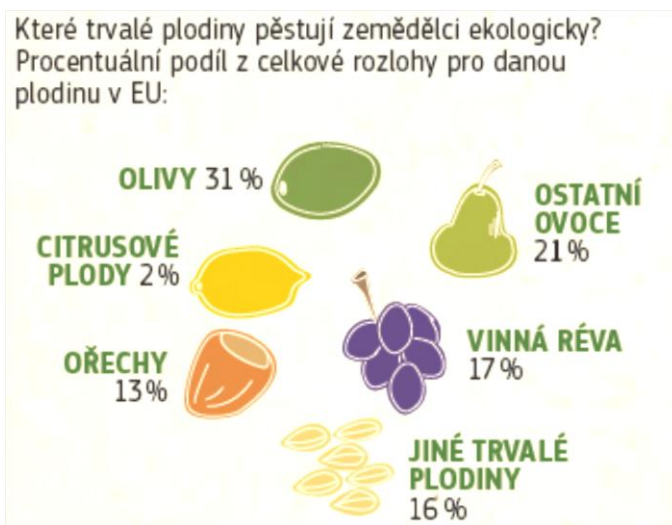 Které trvalé plodiny pěstují zemědělci ekologicky?
Procentuální podíl z celkové rozlohy pro danou
plodinu v EU:
OLIVY 31 %
OSTATNÍ
OVOCE
21 %
CITRUSOVÉ
PLODY 2 %
VINNÁ RÉVA
17 %
OŘECHY
13 %
JINÉ TRVALÉ
PLODINY
16 %